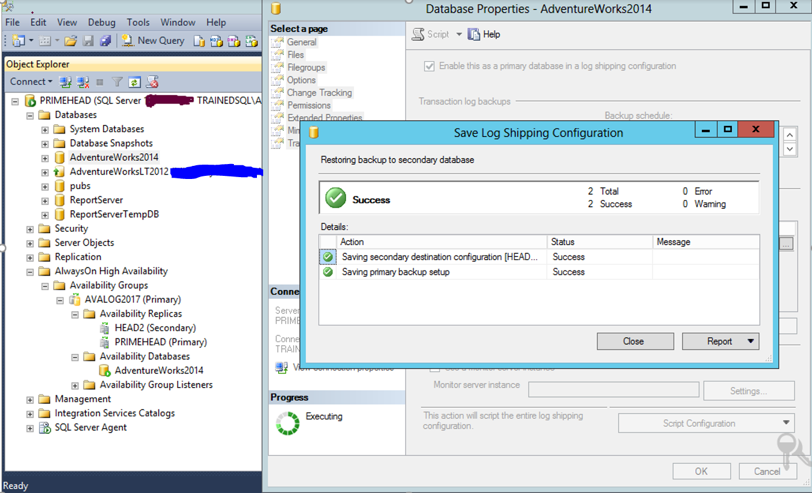 File Edit View Debug Tools Window Help
New Query
Object Explorer
Connect
PRIMEHEAD (SQL Server TRAINEDSQL\A
Databases
System Databases
Database Snapshots
AdventureWorks2014
AdventureWorksLT2012
pubs
ReportServer
ReportServerTempDB
Security
Server Objects
Replication
AlwaysOn High Availability
Availability Groups
AVALOG2017 (Primary)
Availability Replicas
HEAD2 (Secondary)
PRIMEHEAD (Primary)
Availability Databases
AdventureWorks2014
Availability Group Listeners
Management
Integration Services Catalogs
SQL Server Agent
Ready
Database Properties - AdventureWorks2014
Select a page
General
Files
Filegroups
Options
Change Tracking
Permissions
Extended Properties
Mir
Tra
Script
Help
Enable this as a primary database in a log shipping configuration
Transaction log backups
Backup schedule:
Save Log Shipping Configuration
Restoring backup to secondary database
Success
2 Total 0 Error
2 Success 0 Warning
Details:
Action Status Message
Saving secondary destination configuration [HEAD... Success
Saving primary backup setup Success
Close Report
Conne
Server
PRIME
Conne
TRAIN
View connection properties
Progress
Executing
Use a monitor server instance
Monitor server instance
Settings...
This action will script the entire log shipping
configuration.
Script Configuration
OK Cancel